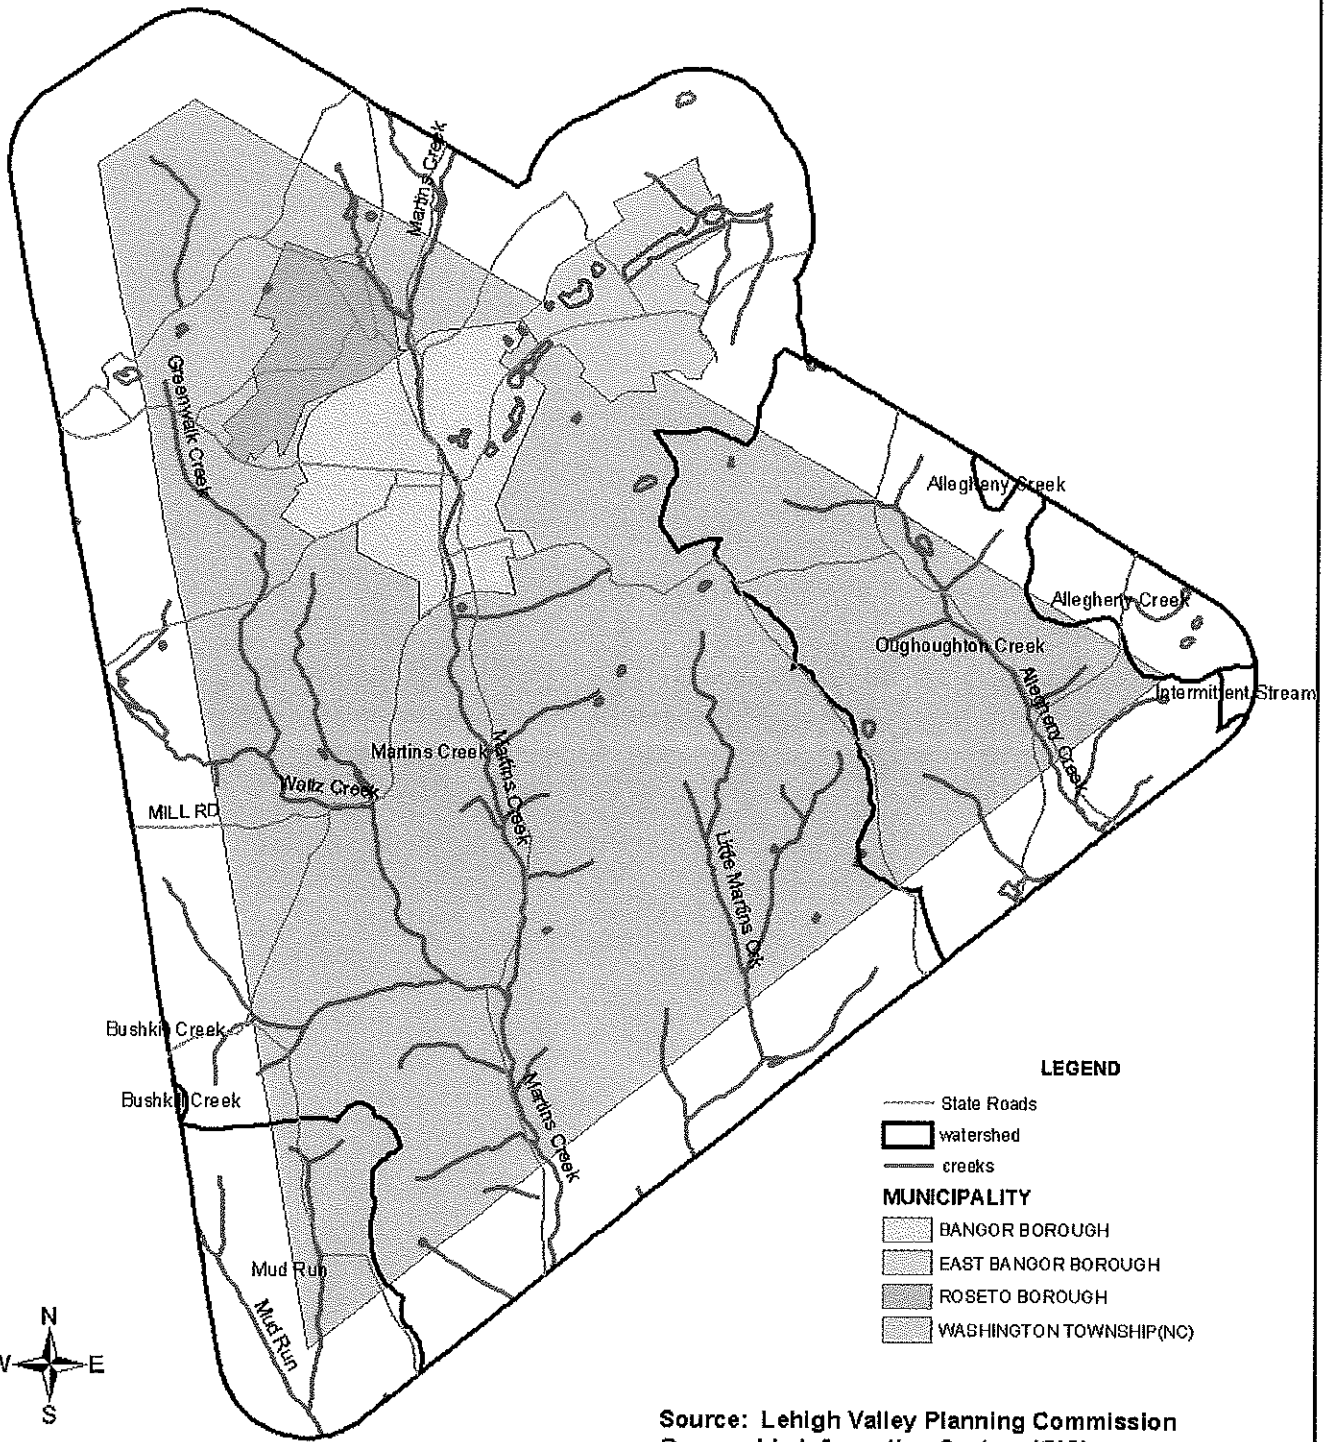 Martins Creek
Greenwalk Creek
Allegheny Creek
Allegheny Creek
Oughoughton Creek
Allegheny Creek
Intermittent Stream
Martins Creek
Martins Creek
Waltz Creek
MILL RD
Little Martins Crk
Bushkill Creek
Bushkill Creek
Martins Creek
Mud Run
Mud Run
N
W
E
S
LEGEND
State Roads
watershed
creeks
MUNICIPALITY
BANGOR BOROUGH
EAST BANGOR BOROUGH
ROSETO BOROUGH
WASHINGTON TOWNSHIP(NC)
Source: Lehigh Valley Planning Commission